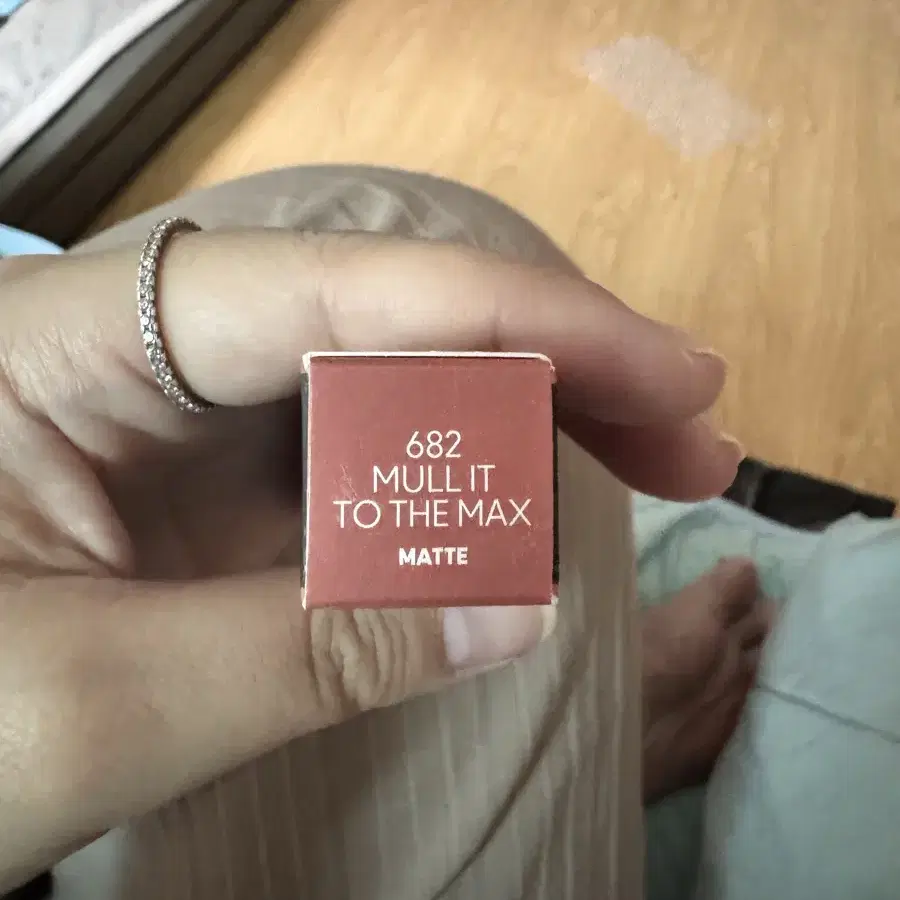 682
MULL IT
TO THE MAX
MATTE